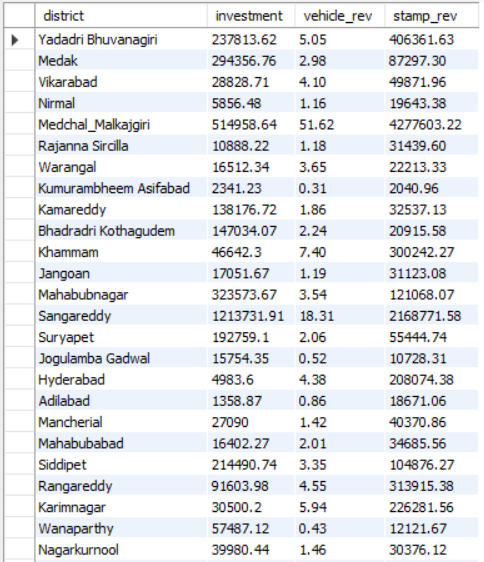 district investment vehicle_rev stamp_rev
Yadadri Bhuvanagiri 237813.62 5.05 406361.63
Medak 294356.76 2.98 87297.30
Vikarabad 28828.71 4.10 49871.96
Nirmal 5856.48 1.16 19643.38
Medchal_Malkajgiri 514958.64 51.62 4277603.22
Rajanna Sircilla 10888.22 1.18 31439.60
Warangal 16512.34 3.65 22213.33
Kumurambheem Asifabad 2341.23 0.31 2040.96
Kamareddy 138176.72 1.86 32537.13
Bhadradri Kothagudem 147034.07 2.24 20915.58
Khammam 46642.3 7.40 300242.27
Jangoan 17051.67 1.19 31123.08
Mahabubnagar 323573.67 3.54 121068.07
Sangareddy 1213731.91 18.31 2168771.58
Suryapet 192759.1 2.06 55444.74
Jogulamba Gadwal 15754.35 0.52 10728.31
Hyderabad 4983.6 4.38 208074.38
Adilabad 1358.87 0.86 18671.06
Mancherial 27090 1.42 40370.86
Mahabubabad 16402.27 2.01 34685.56
Siddipet 214490.74 3.35 104876.27
Rangareddy 91603.98 4.55 313915.38
Karimnagar 30500.2 5.94 226281.56
Wanaparthy 57487.12 0.43 12121.67
Nagarkurnool 39980.44 1.46 30376.12